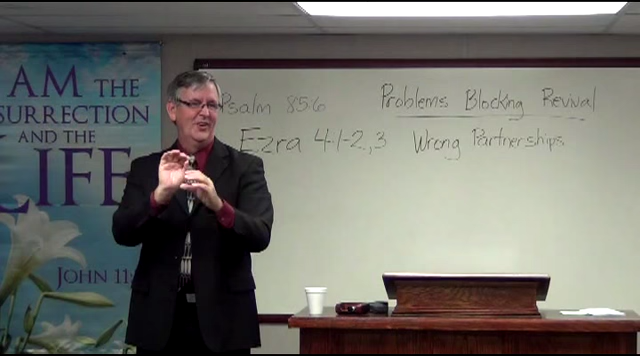 AM THE
SURRECTION
AND THE
LIFE
JOHN 11:
Psalm 85:6
Problems Blocking Revival
Ezra 4-1-2,3
Wrong Partnerships